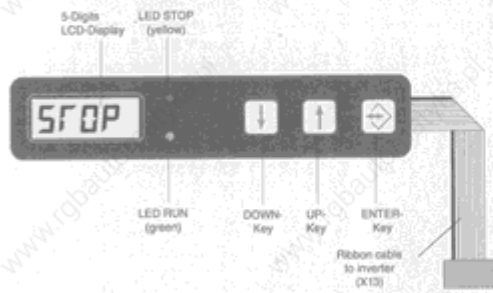 5-Digits
LCD-Display
LED STOP
(yellow)
STOP
LED RUN
(green)
DOWN-
Key
UP-
Key
ENTER-
Key
Ribbon cable
to inverter
(X13)